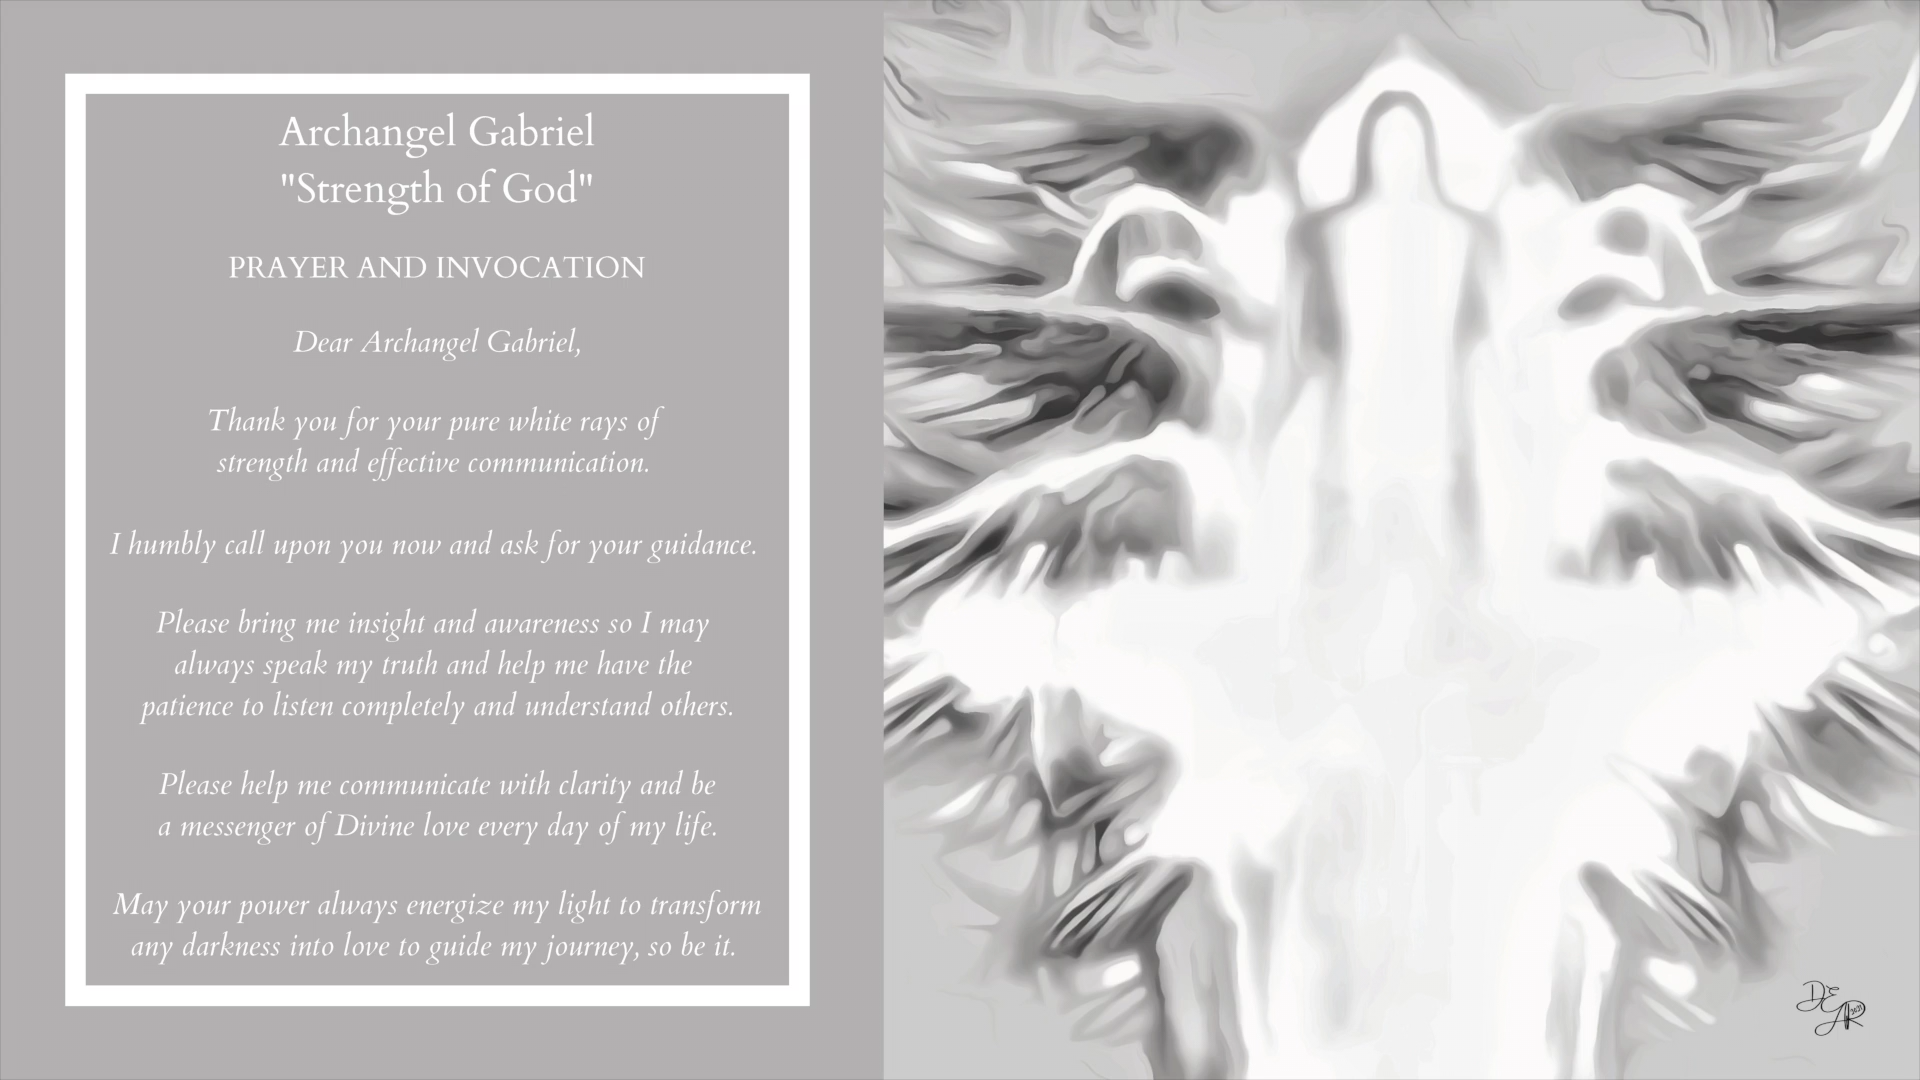 Archangel Gabriel
"Strength of God"
PRAYER AND INVOCATION
Dear Archangel Gabriel,
Thank you for your pure white rays of
strength and effective communication.
I humbly call upon you now and ask for your guidance.
Please bring me insight and awareness so I may
always speak my truth and help me have the
patience to listen completely and understand others.
Please help me communicate with clarity and be
a messenger of Divine love every day of my life.
May your power always energize my light to transform
any darkness into love to guide my journey, so be it.